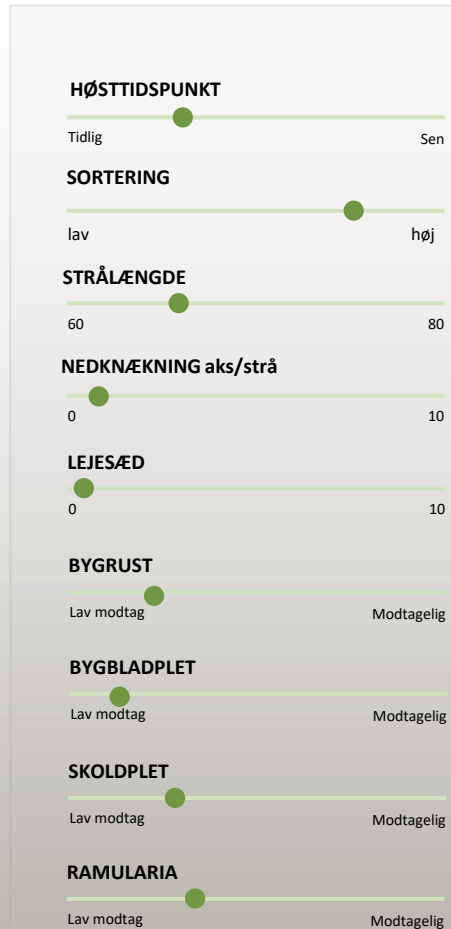 HØSTTIDSPUNKT
Tidlig Sen
SORTERING
lav høj
STRÅLÆNGDE
60 80
NEDKNÆKNING aks/strå
0 10
LEJESÆD
0 10
BYGRUST
Lav modtag Modtagelig
BYGBLADPLET
Lav modtag Modtagelig
SKOLDPLET
Lav modtag Modtagelig
RAMULARIA
Lav modtag Modtagelig